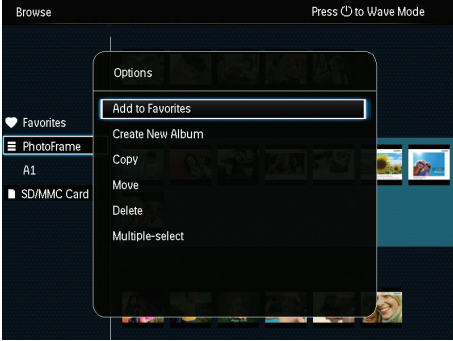 Browse
Press ⏻ to Wave Mode
Options
Add to Favorites
Create New Album
Copy
Move
Delete
Multiple-select
Favorites
PhotoFrame
A1
SD/MMC Card